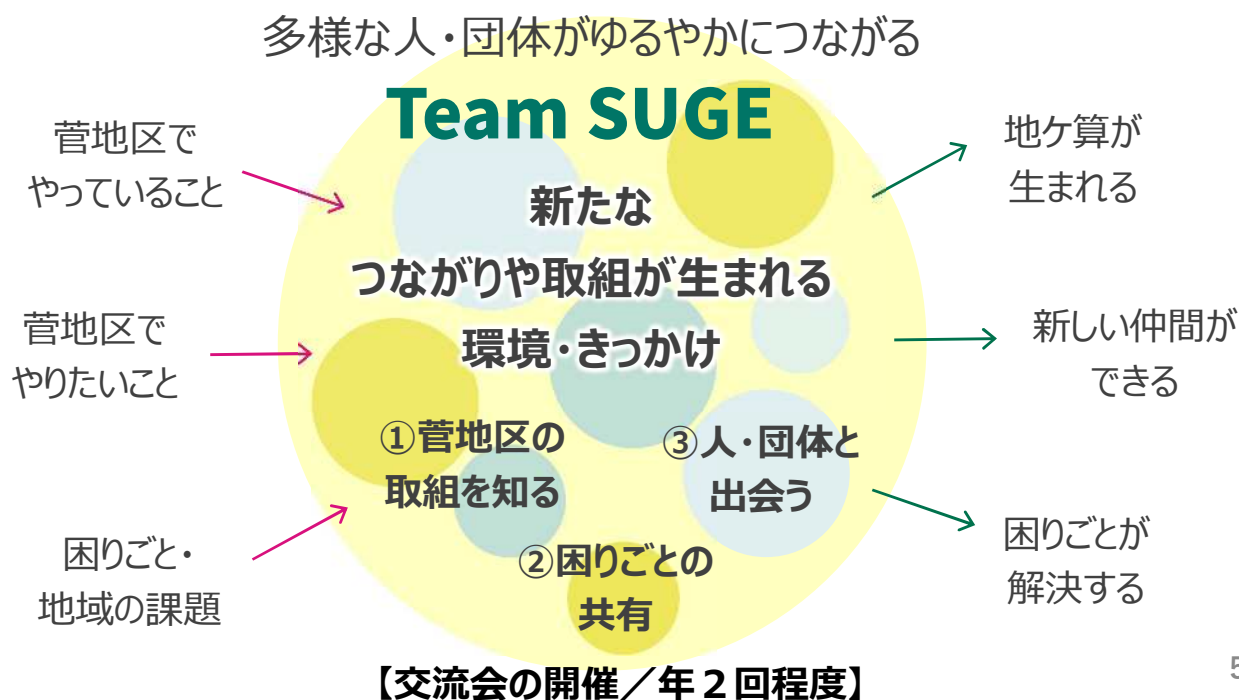 多様な人・団体がゆるやかにつながる
Team SUGE
菅地区で
やっていること
菅地区で
やりたいこと
困りごと・
地域の課題
新たな
つながりや取組が生まれる
環境・きっかけ
①菅地区の
取組を知る
②困りごとの
共有
③人・団体と
出会う
地ケ算が
生まれる
新しい仲間が
できる
困りごとが
解決する
【交流会の開催／年２回程度】
5